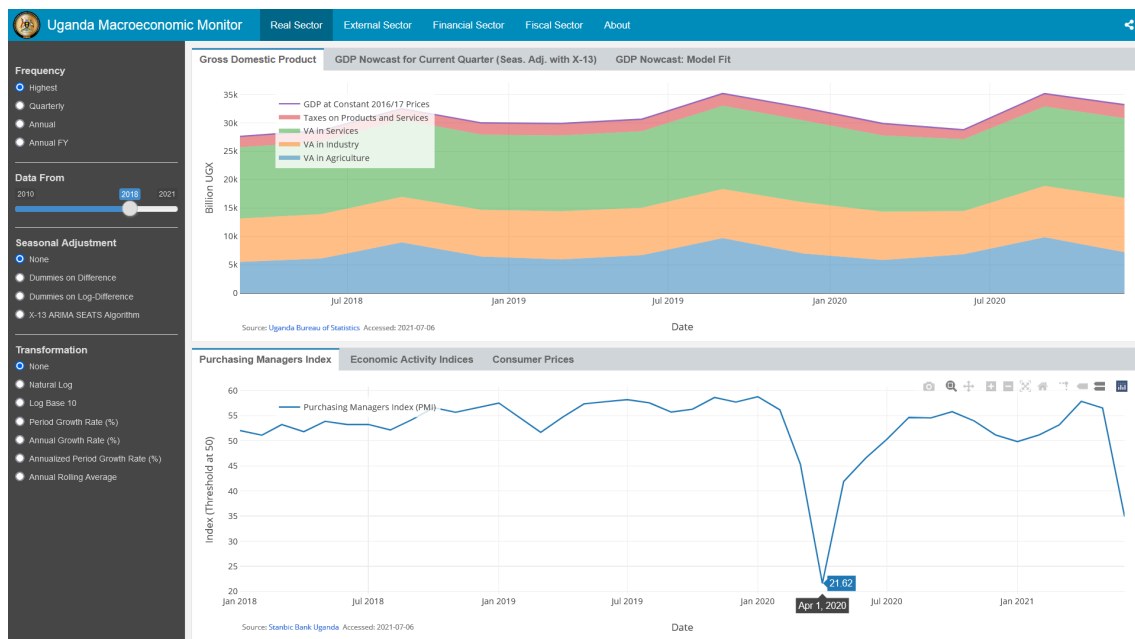 Uganda Macroeconomic Monitor
Real Sector
External Sector
Financial Sector
Fiscal Sector
About
Frequency
Highest
Quarterly
Annual
Annual FY
Data From
2010
2018
2021
Seasonal Adjustment
None
Dummies on Difference
Dummies on Log-Difference
X-13 ARIMA SEATS Algorithm
Transformation
None
Natural Log
Log Base 10
Period Growth Rate (%)
Annual Growth Rate (%)
Annualized Period Growth Rate (%)
Annual Rolling Average
Gross Domestic Product
GDP Nowcast for Current Quarter (Seas. Adj. with X-13)
GDP Nowcast: Model Fit
GDP at Constant 2016/17 Prices
Taxes on Products and Services
VA in Services
VA in Industry
VA in Agriculture
Billion UGX
35k
30k
25k
20k
15k
10k
5k
0
Jul 2018
Jan 2019
Jul 2019
Jan 2020
Jul 2020
Date
Source: Uganda Bureau of Statistics Accessed: 2021-07-06
Purchasing Managers Index
Economic Activity Indices
Consumer Prices
Purchasing Managers Index (PMI)
Index (Threshold at 50)
60
55
50
45
40
35
30
25
20
21.62
Apr 1, 2020
Jan 2018
Jul 2018
Jan 2019
Jul 2019
Jan 2020
Jul 2020
Jan 2021
Date
Source: Stanbic Bank Uganda Accessed: 2021-07-06